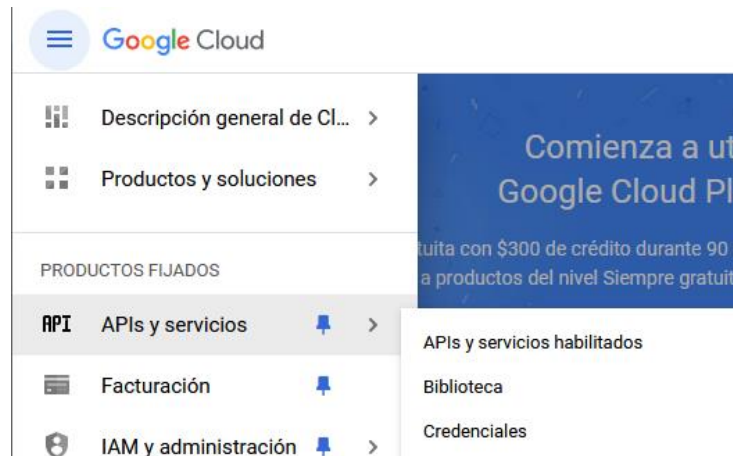 Google Cloud
Descripción general de Cl...
Productos y soluciones
Comienza a ut
Google Cloud Pl
tuita con $300 de crédito durante 90
a productos del nivel Siempre gratuit
PRODUCTOS FIJADOS
API APIs y servicios
Facturación
IAM y administración
APIs y servicios habilitados
Biblioteca
Credenciales